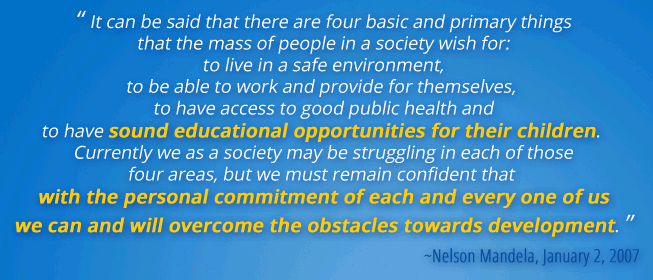 “ It can be said that there are four basic and primary things
that the mass of people in a society wish for:
to live in a safe environment,
to be able to work and provide for themselves,
to have access to good public health and
to have sound educational opportunities for their children.
Currently we as a society may be struggling in each of those
four areas, but we must remain confident that
with the personal commitment of each and every one of us
we can and will overcome the obstacles towards development. ”
~Nelson Mandela, January 2, 2007